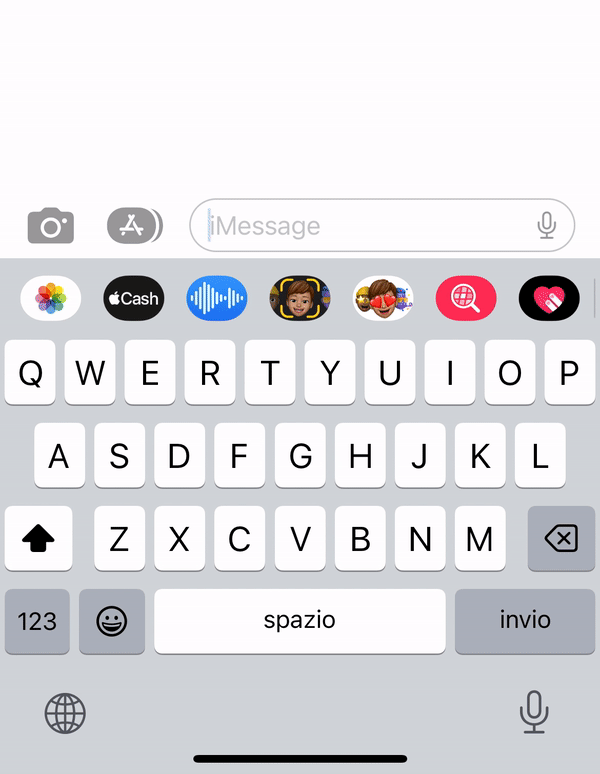 iMessage
Cash
Q W E R T Y U I O P
A S D F G H J K L
Z X C V B N M
123 spazio invio